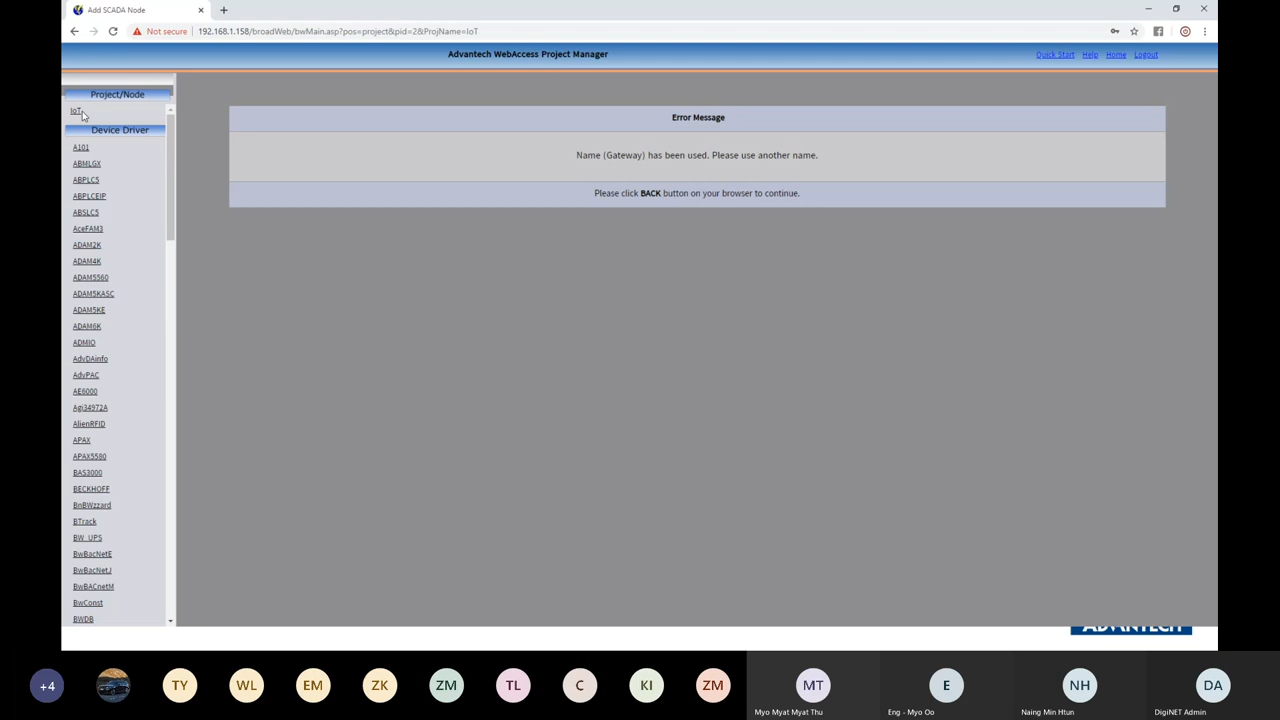 Add SCADA Node
Not secure
192.168.1.158/broadWeb/bwMain.asp?pos=project&pid=2&ProjName=IoT
Advantech WebAccess Project Manager
Quick Start
Help
Home
Logout
Project/Node
IoT
Device Driver
A101
ABMLGX
ABPLC5
ABPLCEIP
ABSLC5
AceFAM3
ADAM2K
ADAM4K
ADAM5560
ADAM5KASC
ADAM5KE
ADAM6K
ADMIO
AdvDAinfo
AdvPAC
AE6000
Agi34972A
AlienRFID
APAX
APAX5580
BAS3000
BECKHOFF
BnBWzzard
BTrack
BW_UPS
BwBacNetE
BwBacNetJ
BwBACnetM
BwConst
BWDB
Error Message
Name (Gateway) has been used. Please use another name.
Please click BACK button on your browser to continue.
ADVANTECH
+4
TY
WL
EM
ZK
ZM
TL
C
KI
ZM
MT
E
NH
DA
Myo Myat Myat Thu
Eng - Myo Oo
Naing Min Htun
DigiNET Admin